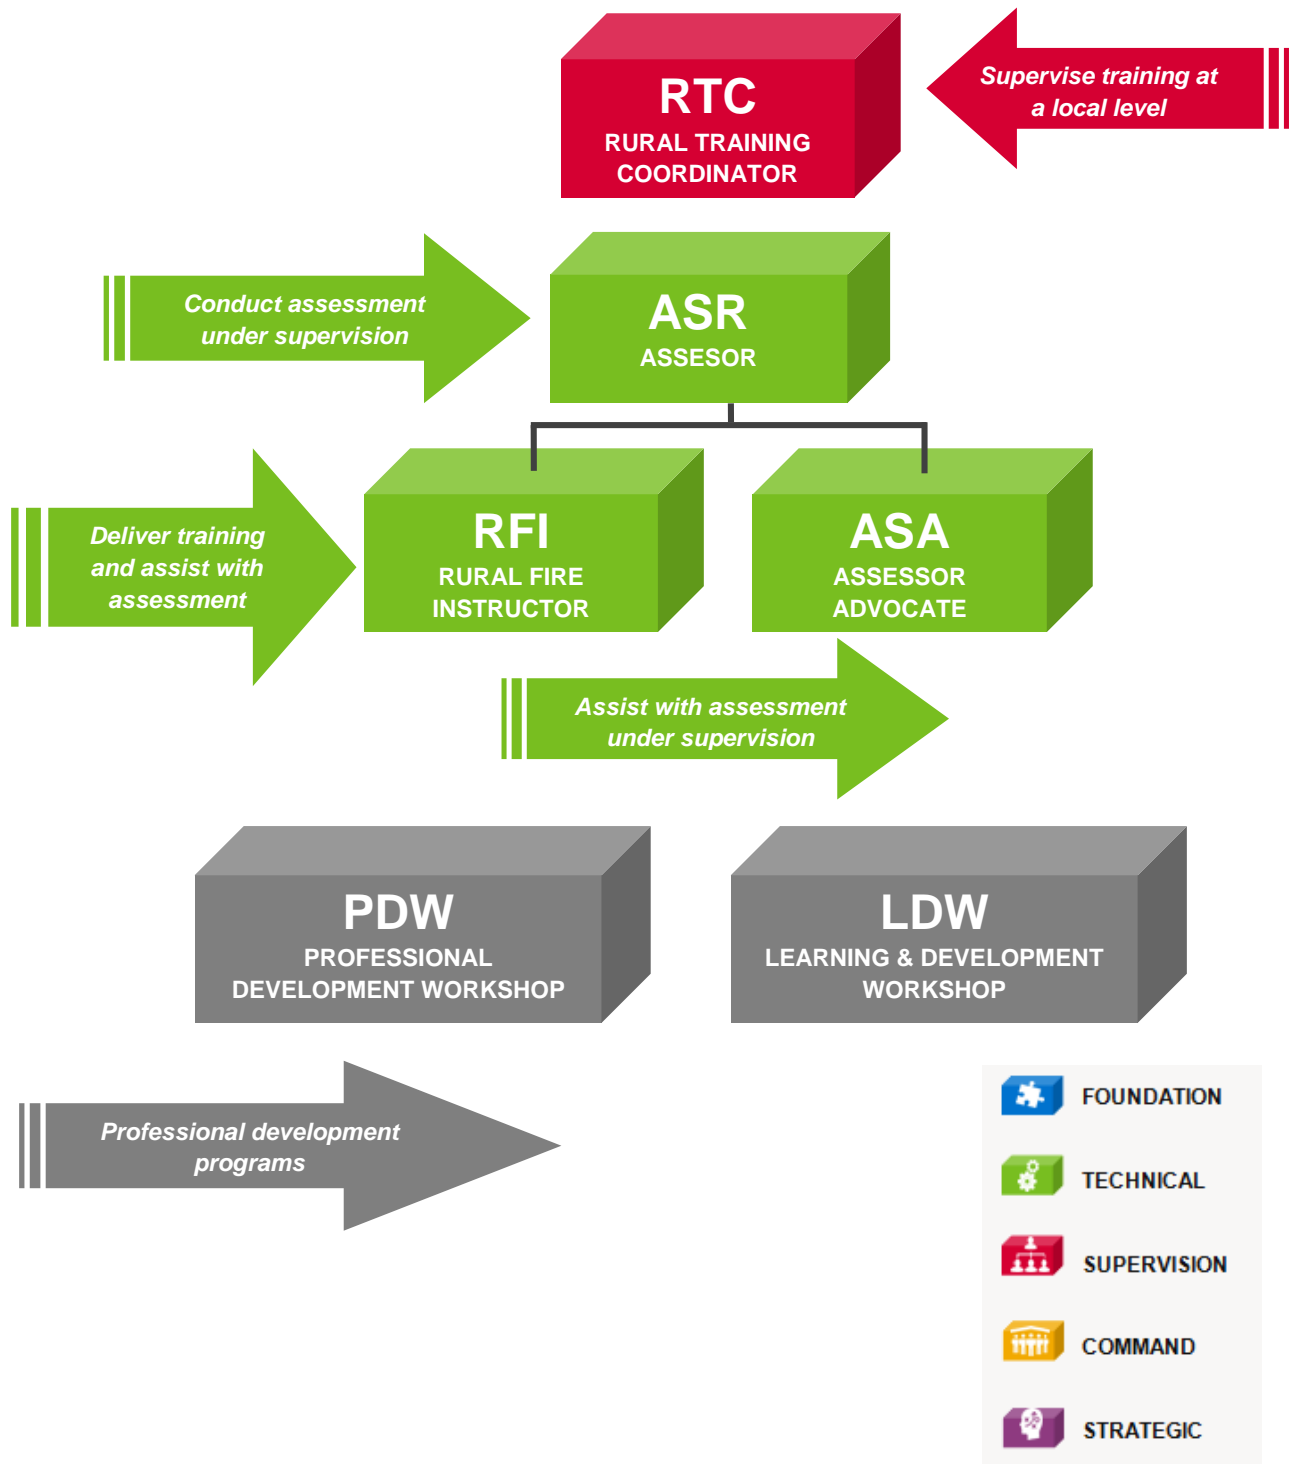 RTC
RURAL TRAINING
COORDINATOR
Supervise training at
a local level
Conduct assessment
under supervision
ASR
ASSESOR
Deliver training
and assist with
assessment
RFI
RURAL FIRE
INSTRUCTOR
ASA
ASSESSOR
ADVOCATE
Assist with assessment
under supervision
PDW
PROFESSIONAL
DEVELOPMENT WORKSHOP
LDW
LEARNING & DEVELOPMENT
WORKSHOP
Professional development
programs
FOUNDATION
TECHNICAL
SUPERVISION
COMMAND
STRATEGIC